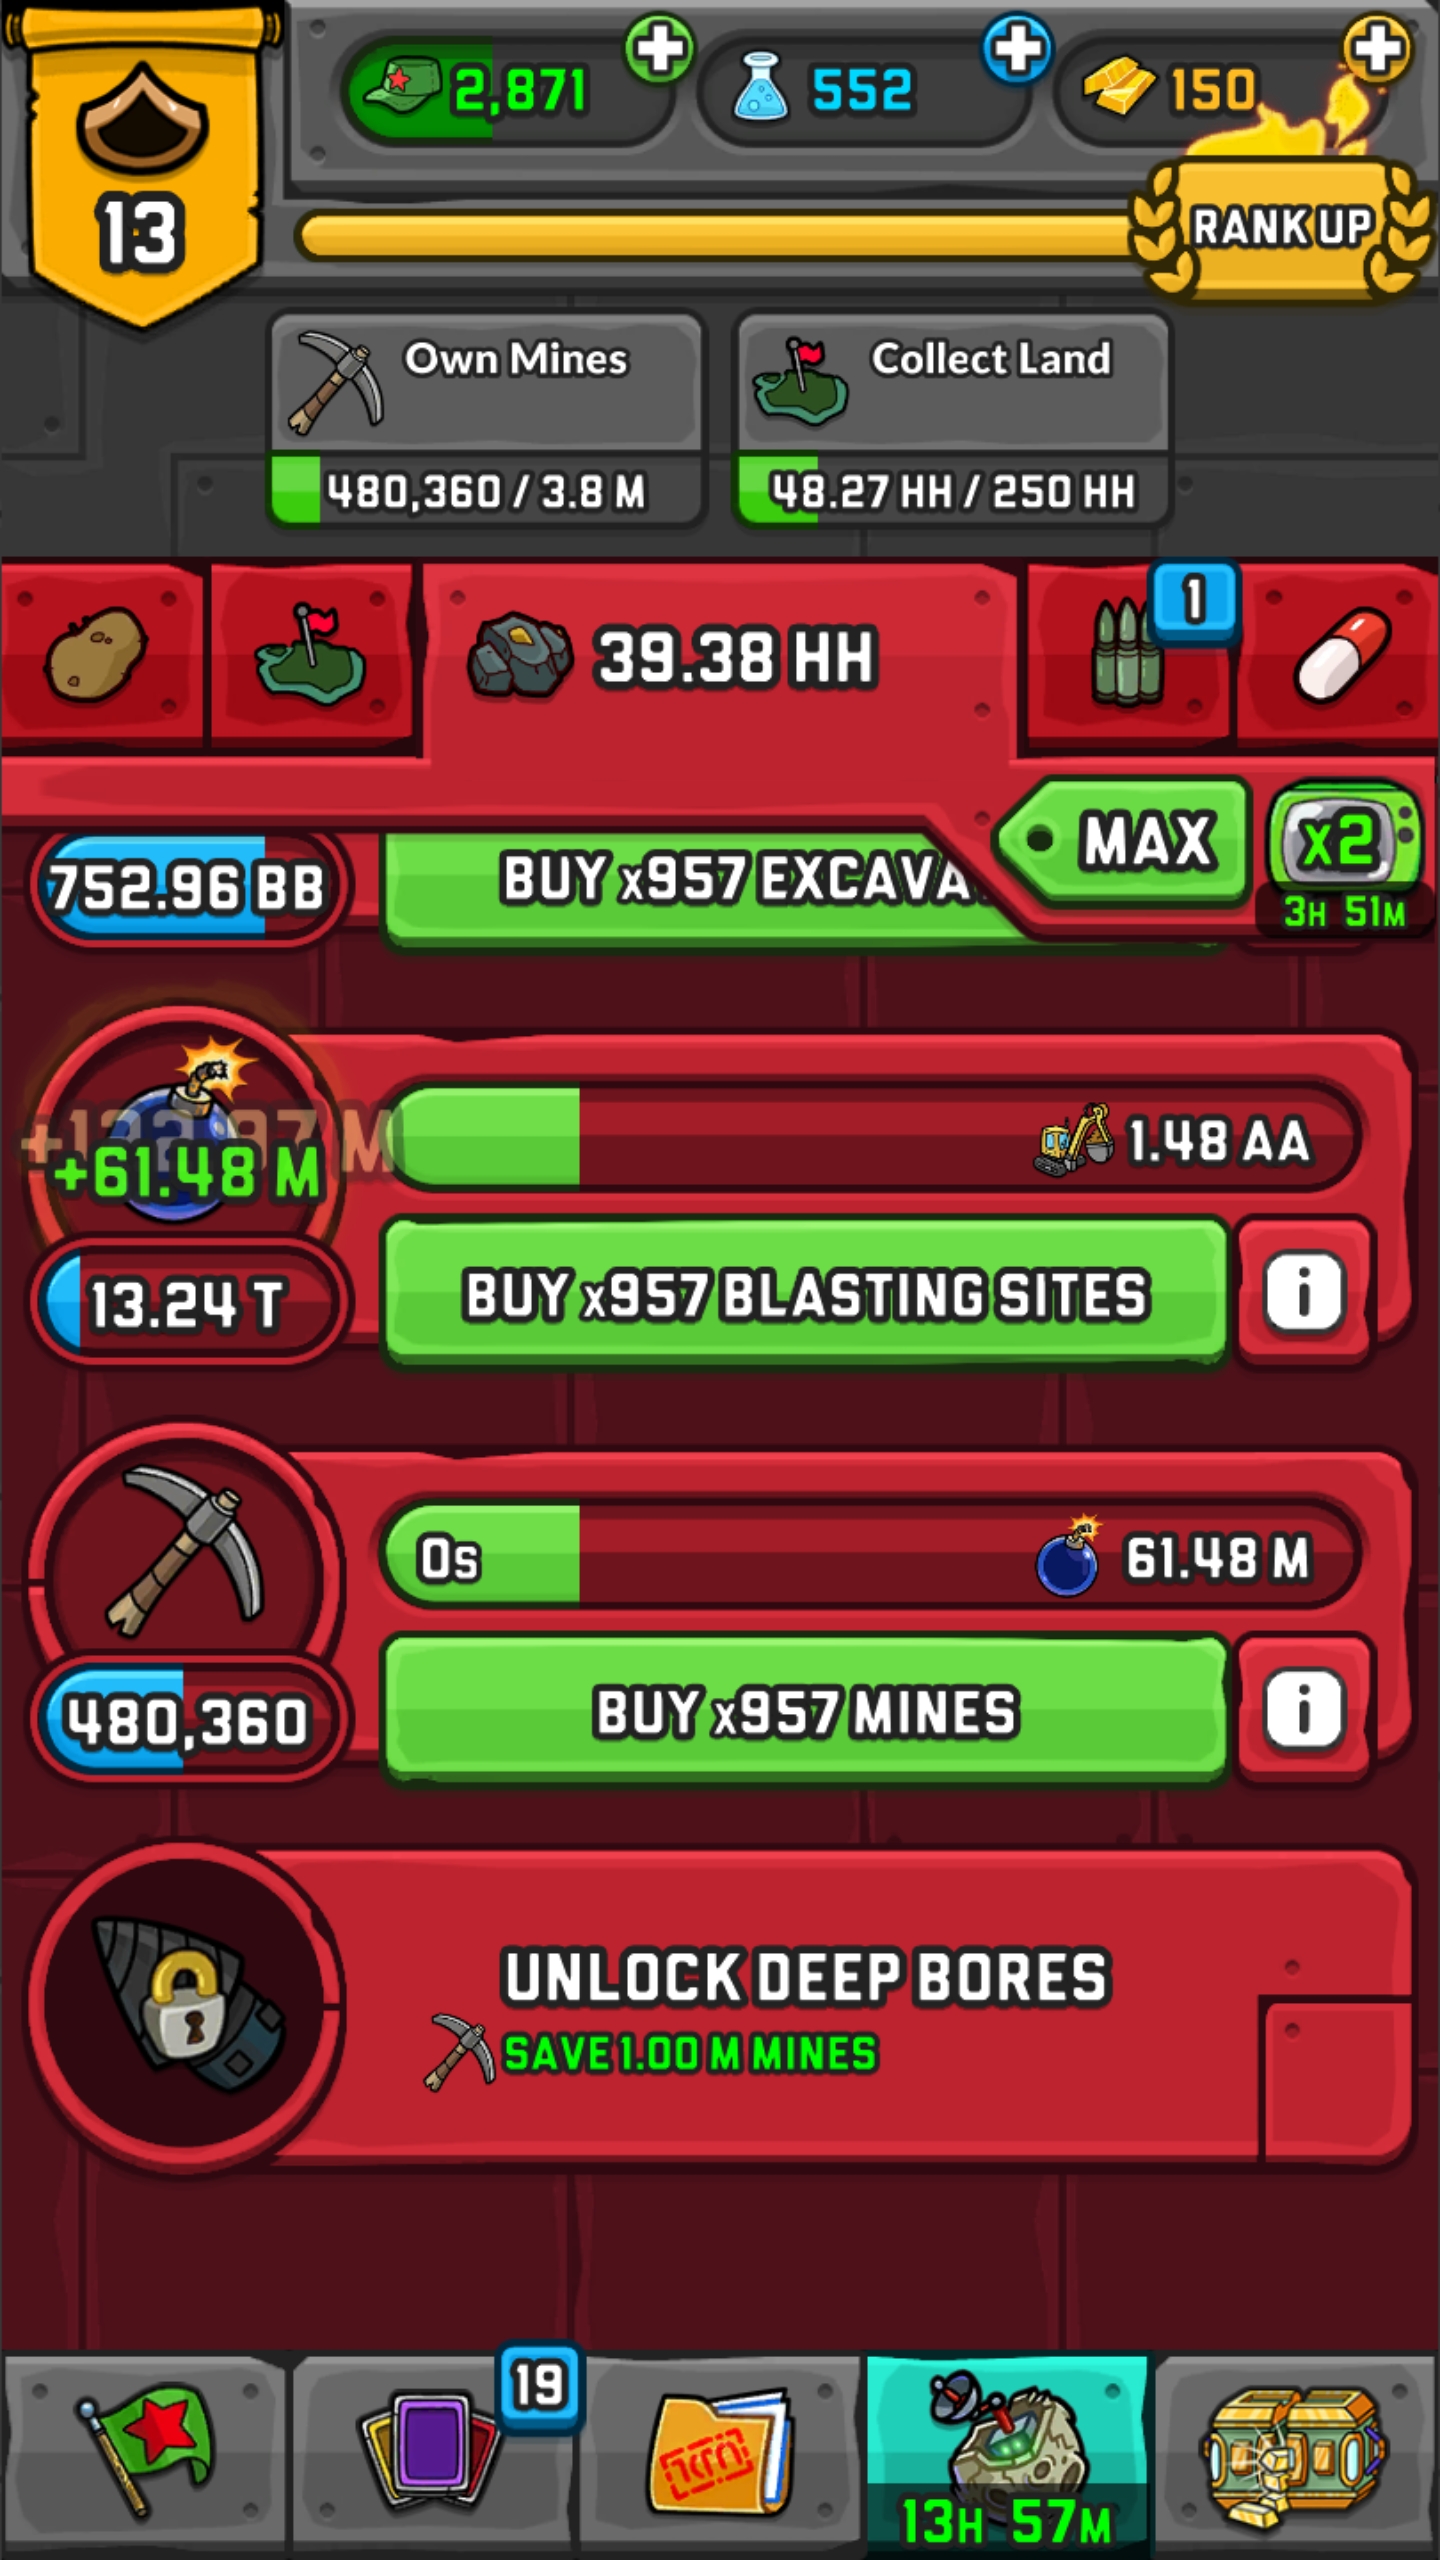 2,871
552
150
13
RANK UP
Own Mines
Collect Land
480,360 / 3.8 M
48.27 HH / 250 HH
39.38 HH
1
MAX
x2
3H 51M
752.96 BB
+61.48 M
1.48 AA
13.24 T
BUY x957 BLASTING SITES
i
0s
61.48 M
480,360
BUY x957 MINES
i
UNLOCK DEEP BORES
SAVE 1.00 M MINES
19
13H 57M